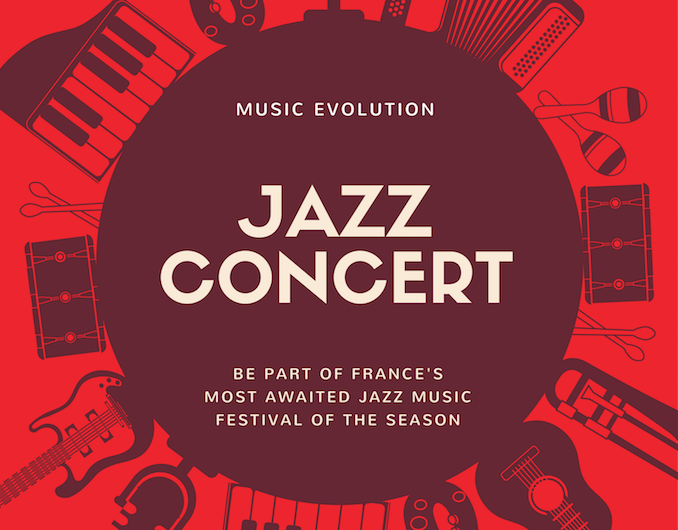 MUSIC EVOLUTION
JAZZ
CONCERT
BE PART OF FRANCE'S
MOST AWAITED JAZZ MUSIC
FESTIVAL OF THE SEASON